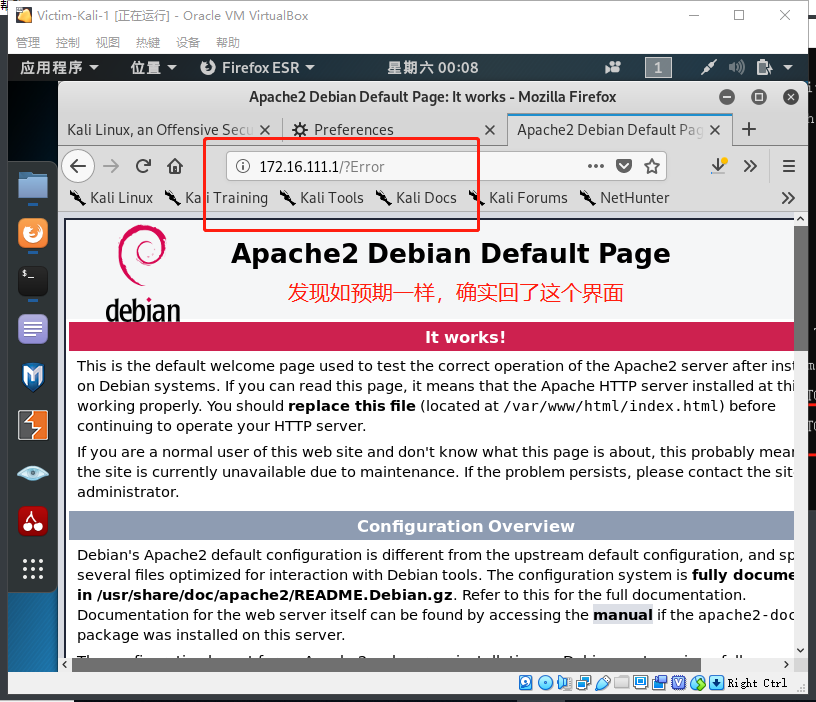 Victim-Kali-1 [正在运行] - Oracle VM VirtualBox
管理 控制 视图 热键 设备 帮助
应用程序 位置 Firefox ESR 星期六 00:08 1
Apache2 Debian Default Page: It works - Mozilla Firefox
Kali Linux, an Offensive Secu Preferences Apache2 Debian Default Pag
172.16.111.1/?Error
Kali Linux Kali Training Kali Tools Kali Docs Kali Forums NetHunter
debian
Apache2 Debian Default Page
发现如预期一样，确实回了这个界面
It works!
This is the default welcome page used to test the correct operation of the Apache2 server after inst
on Debian systems. If you can read this page, it means that the Apache HTTP server installed at thi
working properly. You should replace this file (located at /var/www/html/index.html) before
continuing to operate your HTTP server.
If you are a normal user of this web site and don't know what this page is about, this probably mear
the site is currently unavailable due to maintenance. If the problem persists, please contact the sit
administrator.
Configuration Overview
Debian's Apache2 default configuration is different from the upstream default configuration, and sp
several files optimized for interaction with Debian tools. The configuration system is fully docume
in /usr/share/doc/apache2/README.Debian.gz. Refer to this for the full documentation.
Documentation for the web server itself can be found by accessing the manual if the apache2-doc
package was installed on this server.
Right Ctrl